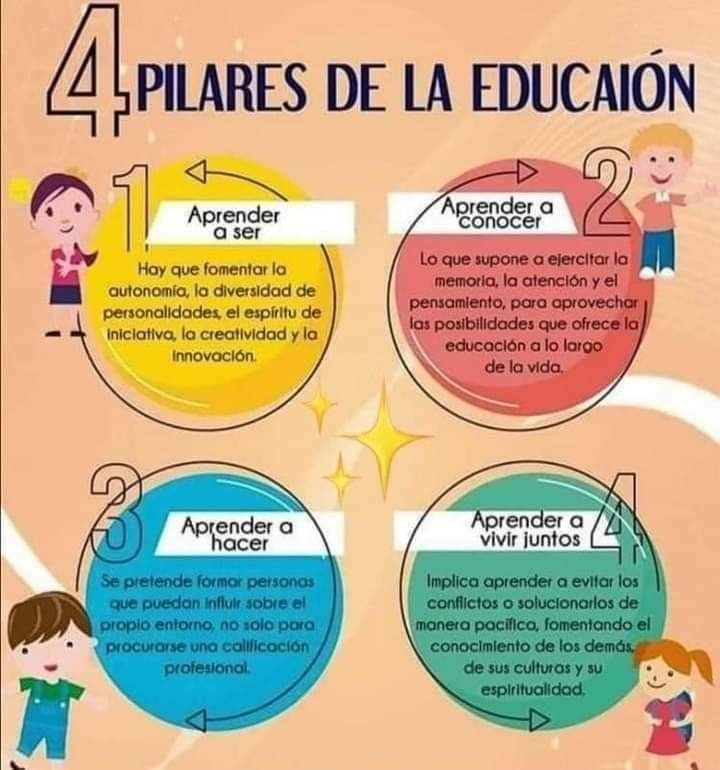 4 PILARES DE LA EDUCAIÓN
1
Aprender
a ser
Hay que fomentar la
autonomía, la diversidad de
personalidades, el espíritu de
iniciativa, la creatividad y la
innovación.
2
Aprender a
conocer
Lo que supone a ejercitar la
memoria, la atención y el
pensamiento, para aprovechar
las posibilidades que ofrece la
educación a lo largo
de la vida.
3
Aprender a
hacer
Se pretende formar personas
que puedan influir sobre el
propio entorno, no solo para
procurarse una calificación
profesional.
4
Aprender a
vivir juntos
Implica aprender a evitar los
conflictos o solucionarlos de
manera pacífica, fomentando el
conocimiento de los demás,
de sus culturas y su
espiritualidad.